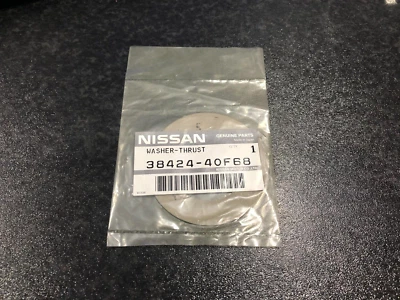 NISSAN GENUINE PARTS
WASHER-THRUST 1
38424-40F68